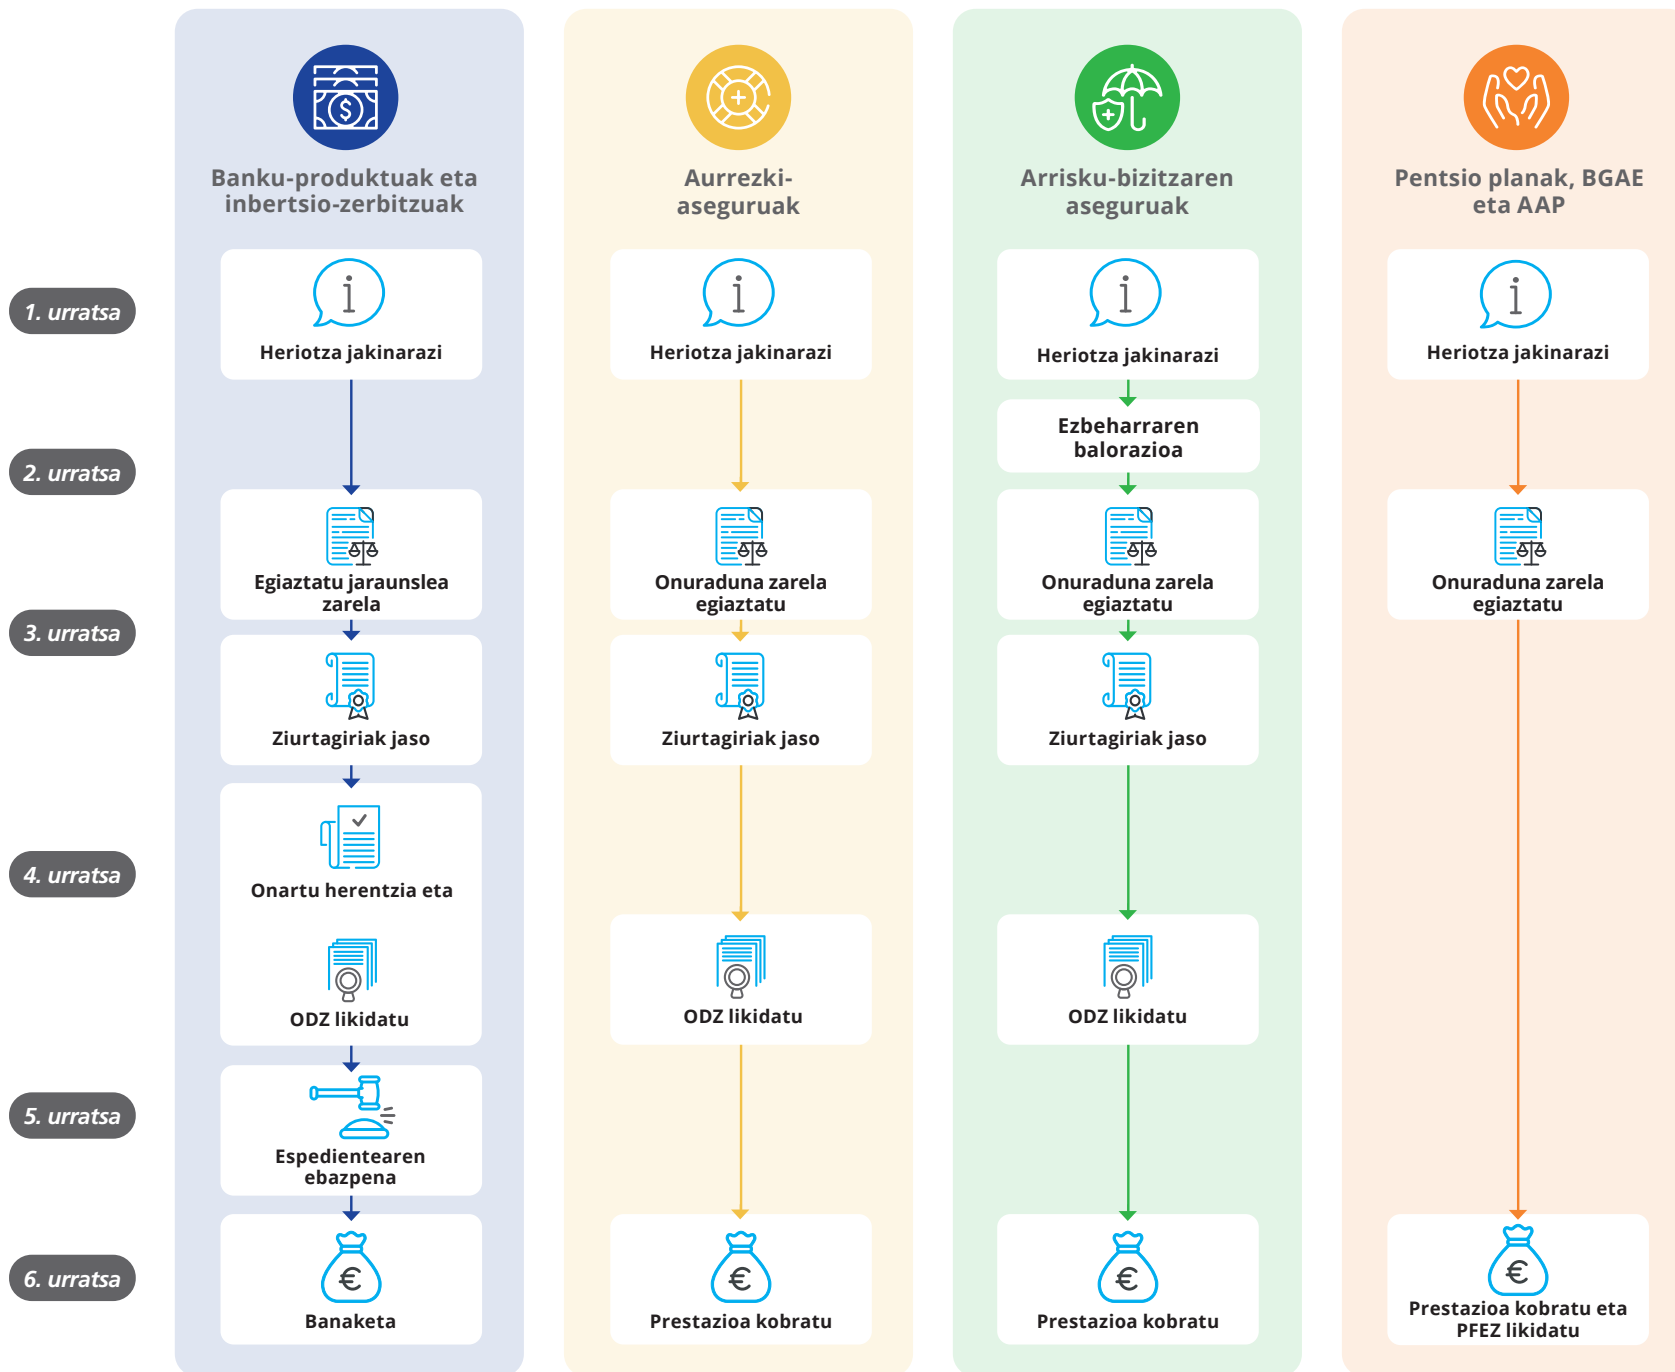 Banku-produktuak eta
inbertsio-zerbitzuak
Aurrezki-
aseguruak
Arrisku-bizitzaren
aseguruak
Pentsio planak, BGAE
eta AAP
1. urratsa
Heriotza jakinarazi
Heriotza jakinarazi
Heriotza jakinarazi
Heriotza jakinarazi
2. urratsa
Ezbeharraren
balorazioa
Egiaztatu jaraunslea
zarela
Onuraduna zarela
egiaztatu
Onuraduna zarela
egiaztatu
Onuraduna zarela
egiaztatu
3. urratsa
Ziurtagiriak jaso
Ziurtagiriak jaso
Ziurtagiriak jaso
4. urratsa
Onartu herentzia eta
ODZ likidatu
ODZ likidatu
ODZ likidatu
5. urratsa
Espedientearen
ebazpena
6. urratsa
Banaketa
Prestazioa kobratu
Prestazioa kobratu
Prestazioa kobratu eta
PFEZ likidatu